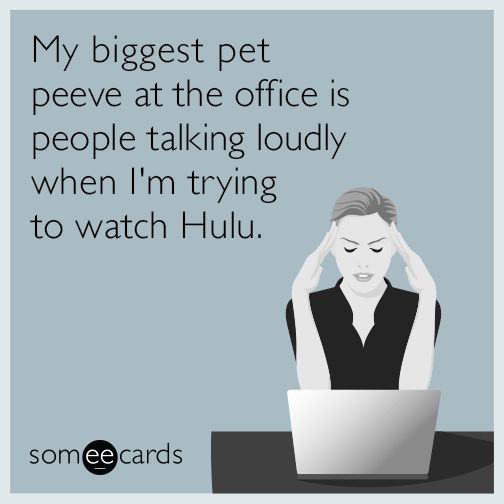 My biggest pet
peeve at the office is
people talking loudly
when I'm trying
to watch Hulu.
someecards